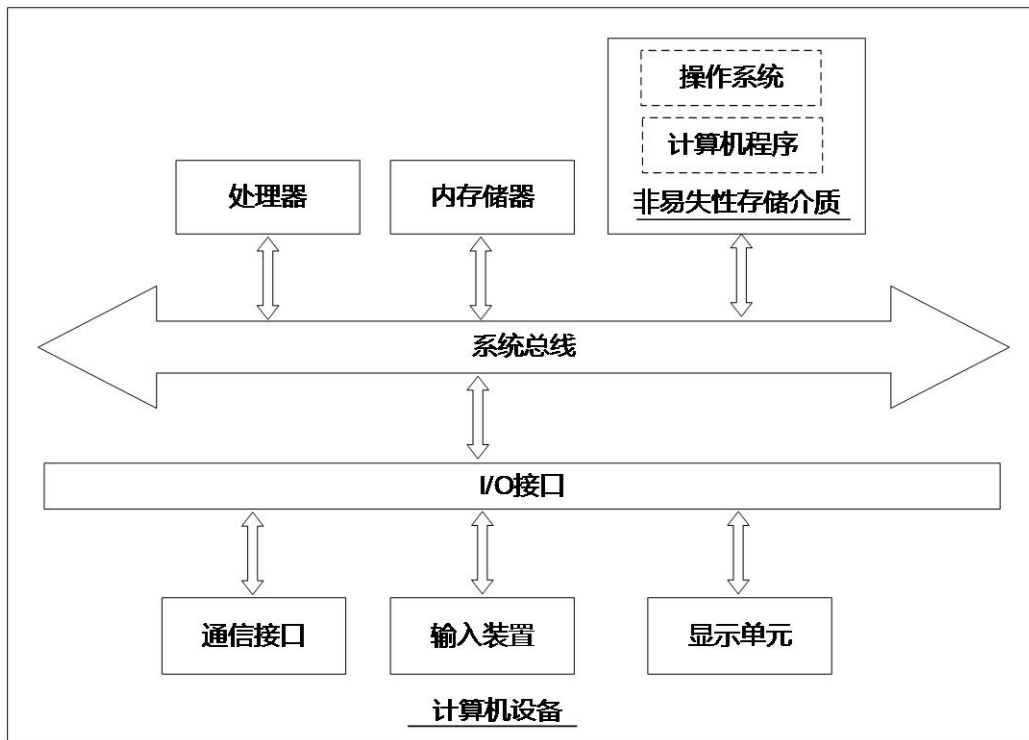 操作系统
计算机程序
非易失性存储介质
处理器
内存储器
系统总线
I/O接口
通信接口
输入装置
显示单元
计算机设备